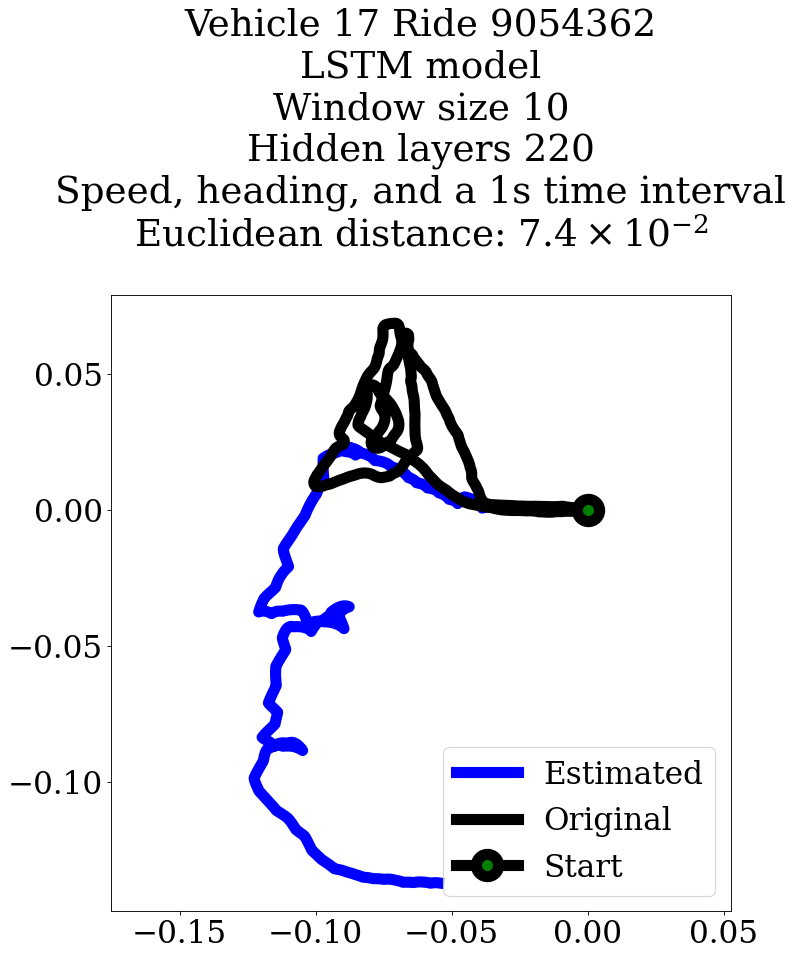 Vehicle 17 Ride 9054362
LSTM model
Window size 10
Hidden layers 220
Speed, heading, and a 1s time interval
Euclidean distance: 7.4 × 10⁻²
0.05
0.00
−0.05
−0.10
Estimated
Original
Start
−0.15
−0.10
−0.05
0.00
0.05